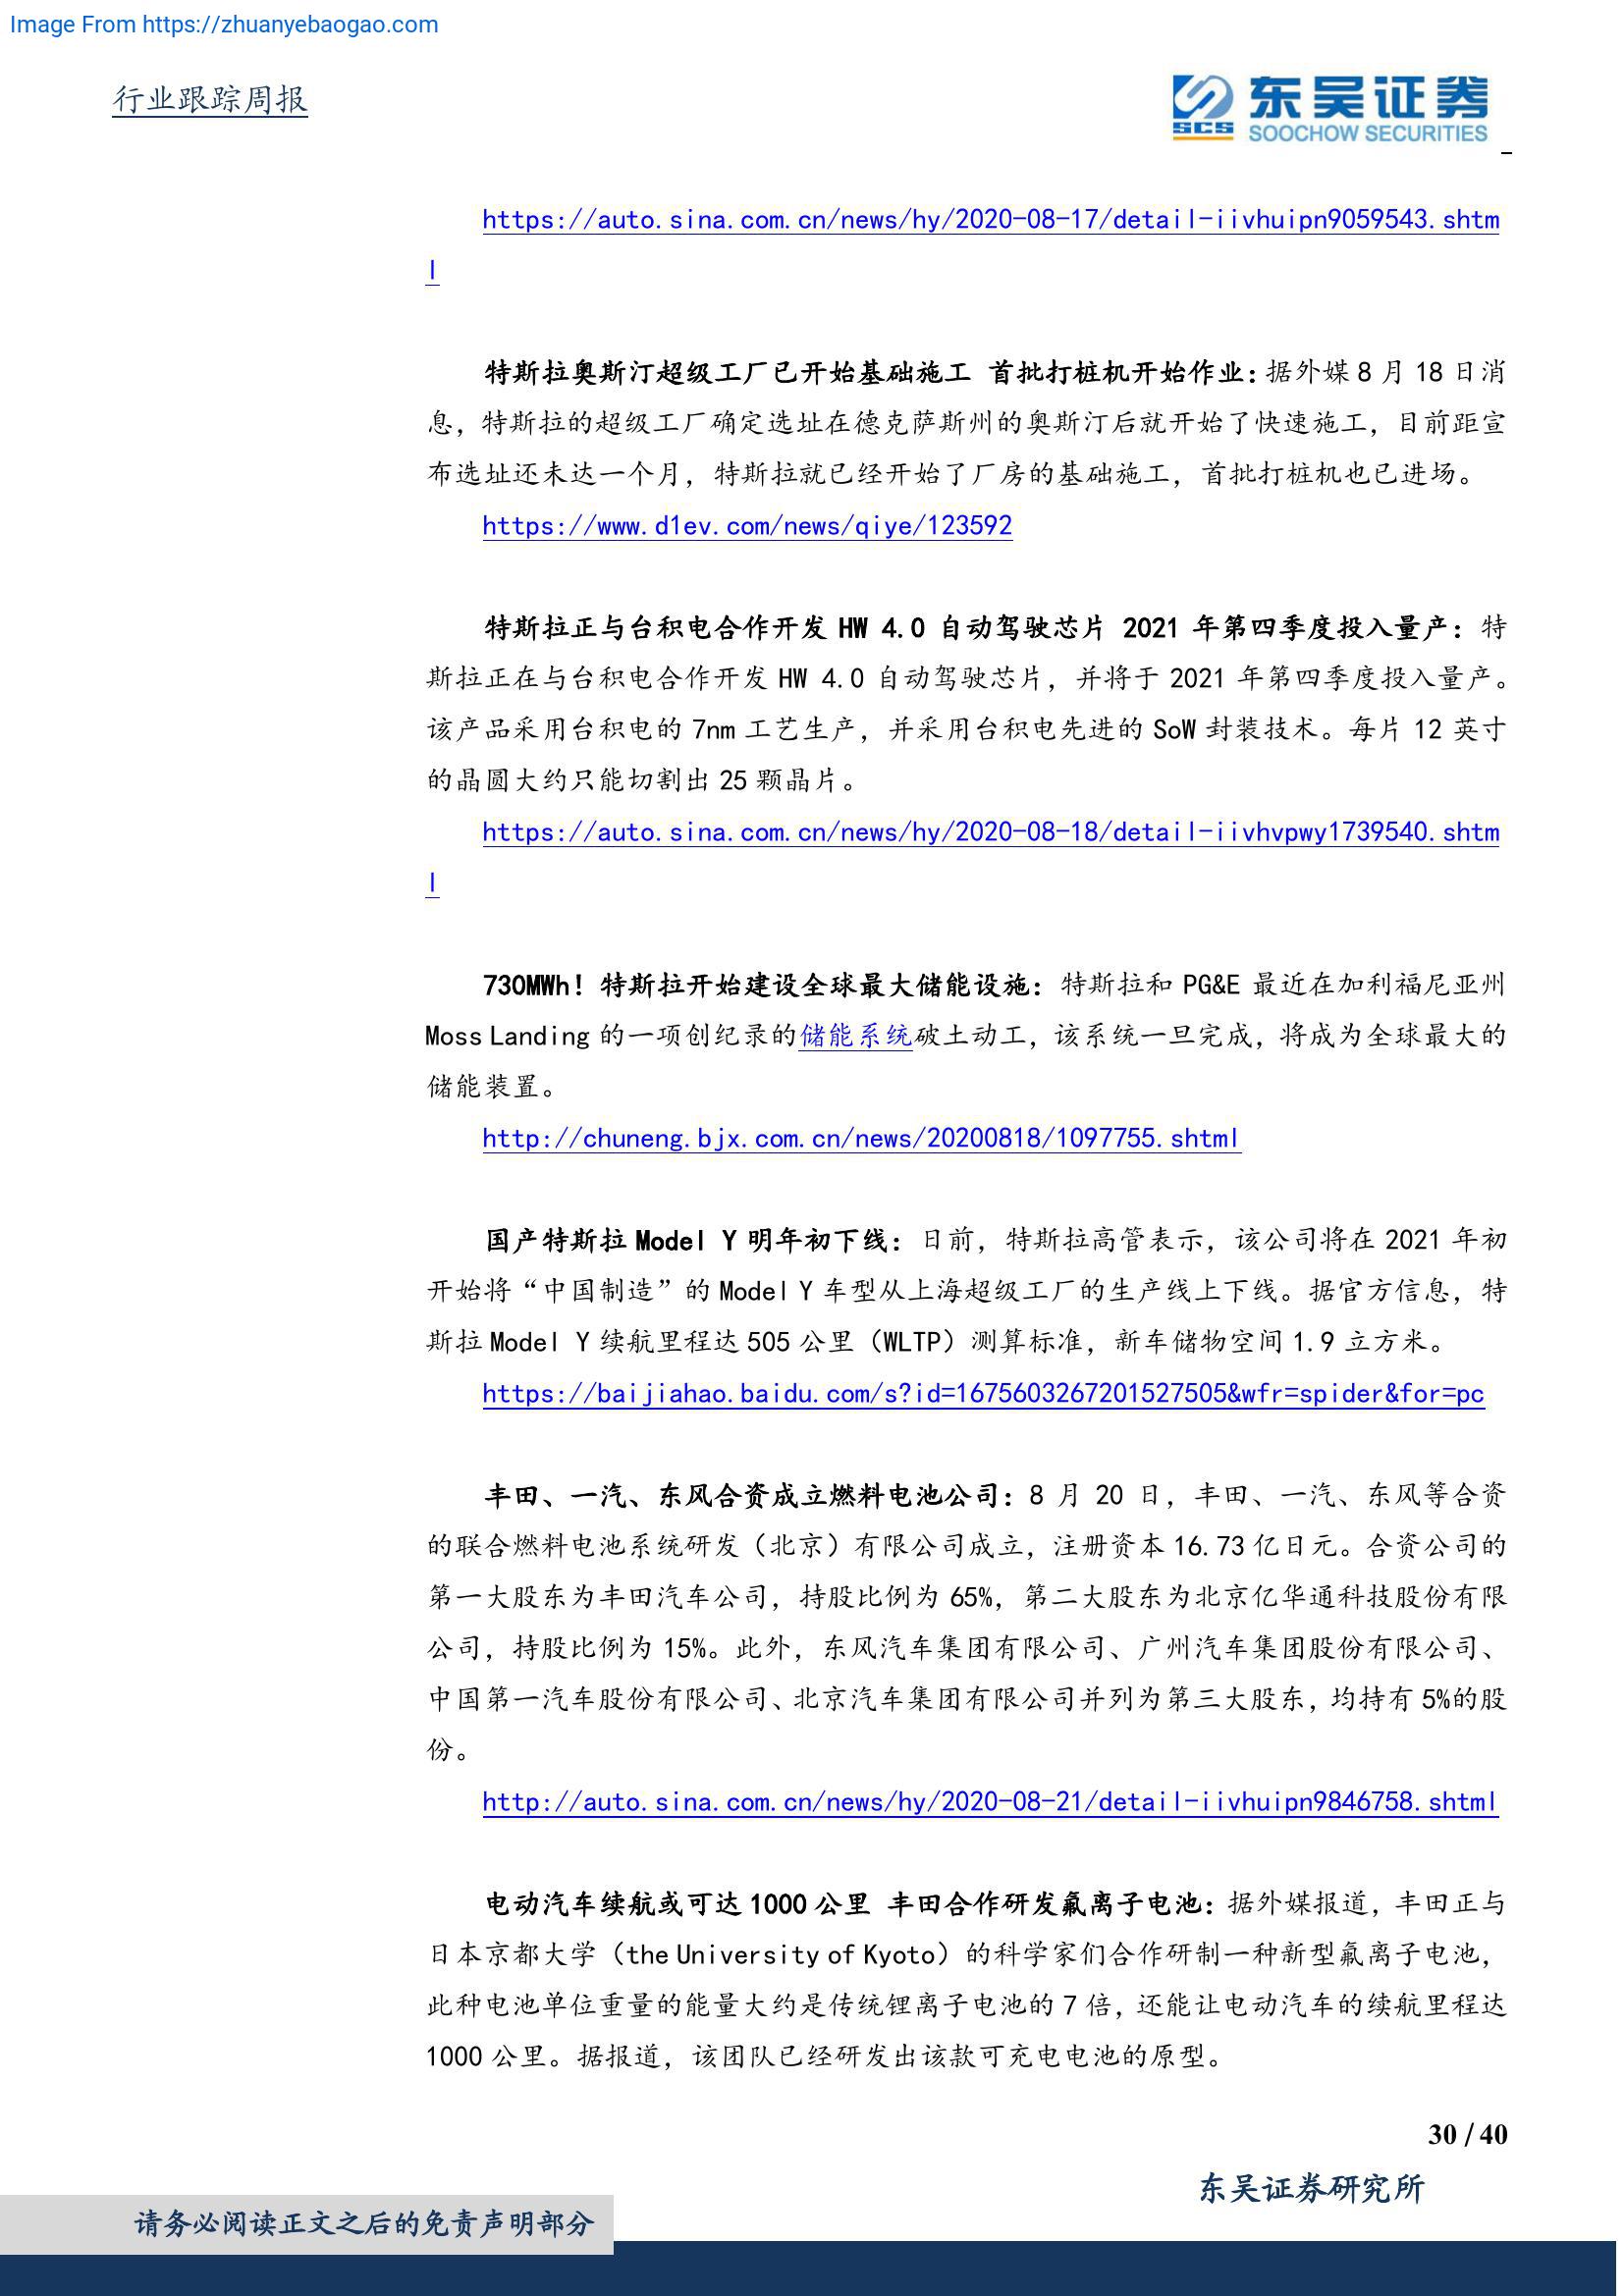 Image From https://zhuanyebaogao.com
行业跟踪周报
东吴证券
SCS
SOOCHOW SECURITIES
https://auto.sina.com.cn/news/hy/2020-08-17/detail-iivhuipn9059543.shtm
l
特斯拉奥斯汀超级工厂已开始基础施工 首批打桩机开始作业：据外媒 8 月 18 日消
息，特斯拉的超级工厂确定选址在德克萨斯州的奥斯汀后就开始了快速施工，目前距宣
布选址还未达一个月，特斯拉就已经开始了厂房的基础施工，首批打桩机也已进场。
https://www.d1ev.com/news/qiye/123592
特斯拉正与台积电合作开发 HW 4.0 自动驾驶芯片 2021 年第四季度投入量产：特
斯拉正在与台积电合作开发 HW 4.0 自动驾驶芯片，并将于 2021 年第四季度投入量产。
该产品采用台积电的 7nm 工艺生产，并采用台积电先进的 SoW 封装技术。每片 12 英寸
的晶圆大约只能切割出 25 颗晶片。
https://auto.sina.com.cn/news/hy/2020-08-18/detail-iivhvpwy1739540.shtm
l
730MWh！特斯拉开始建设全球最大储能设施：特斯拉和 PG&E 最近在加利福尼亚州
Moss Landing 的一项创纪录的储能系统破土动工，该系统一旦完成，将成为全球最大的
储能装置。
http://chuneng.bjx.com.cn/news/20200818/1097755.shtml
国产特斯拉 Model Y 明年初下线：日前，特斯拉高管表示，该公司将在 2021 年初
开始将“中国制造”的 Model Y 车型从上海超级工厂的生产线上下线。据官方信息，特
斯拉 Model Y 续航里程达 505 公里（WLTP）测算标准，新车储物空间 1.9 立方米。
https://baijiahao.baidu.com/s?id=1675603267201527505&wfr=spider&for=pc
丰田、一汽、东风合资成立燃料电池公司：8 月 20 日，丰田、一汽、东风等合资
的联合燃料电池系统研发（北京）有限公司成立，注册资本 16.73 亿日元。合资公司的
第一大股东为丰田汽车公司，持股比例为 65%，第二大股东为北京亿华通科技股份有限
公司，持股比例为 15%。此外，东风汽车集团有限公司、广州汽车集团股份有限公司、
中国第一汽车股份有限公司、北京汽车集团有限公司并列为第三大股东，均持有 5%的股
份。
http://auto.sina.com.cn/news/hy/2020-08-21/detail-iivhuipn9846758.shtml
电动汽车续航或可达 1000 公里 丰田合作研发氟离子电池：据外媒报道，丰田正与
日本京都大学（the University of Kyoto）的科学家们合作研制一种新型氟离子电池，
此种电池单位重量的能量大约是传统锂离子电池的 7 倍，还能让电动汽车的续航里程达
1000 公里。据报道，该团队已经研发出该款可充电电池的原型。
30 / 40
东吴证券研究所
请务必阅读正文之后的免责声明部分